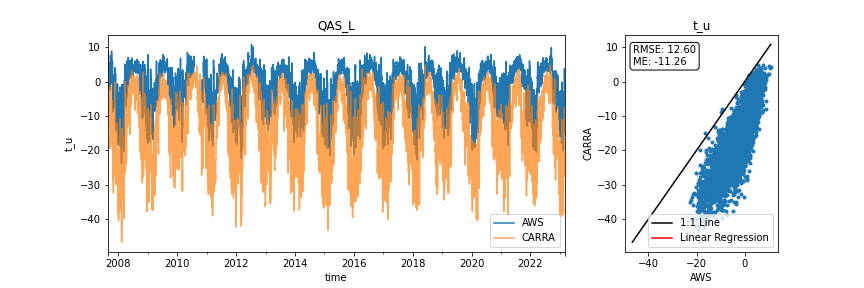 QAS_L
t_u
10
0
−10
−20
−30
−40
t_u
2008
2010
2012
2014
2016
2018
2020
2022
time
AWS
CARRA
t_u
RMSE: 12.60
ME: -11.26
10
0
−10
−20
−30
−40
CARRA
1:1 Line
Linear Regression
−40
−20
0
AWS